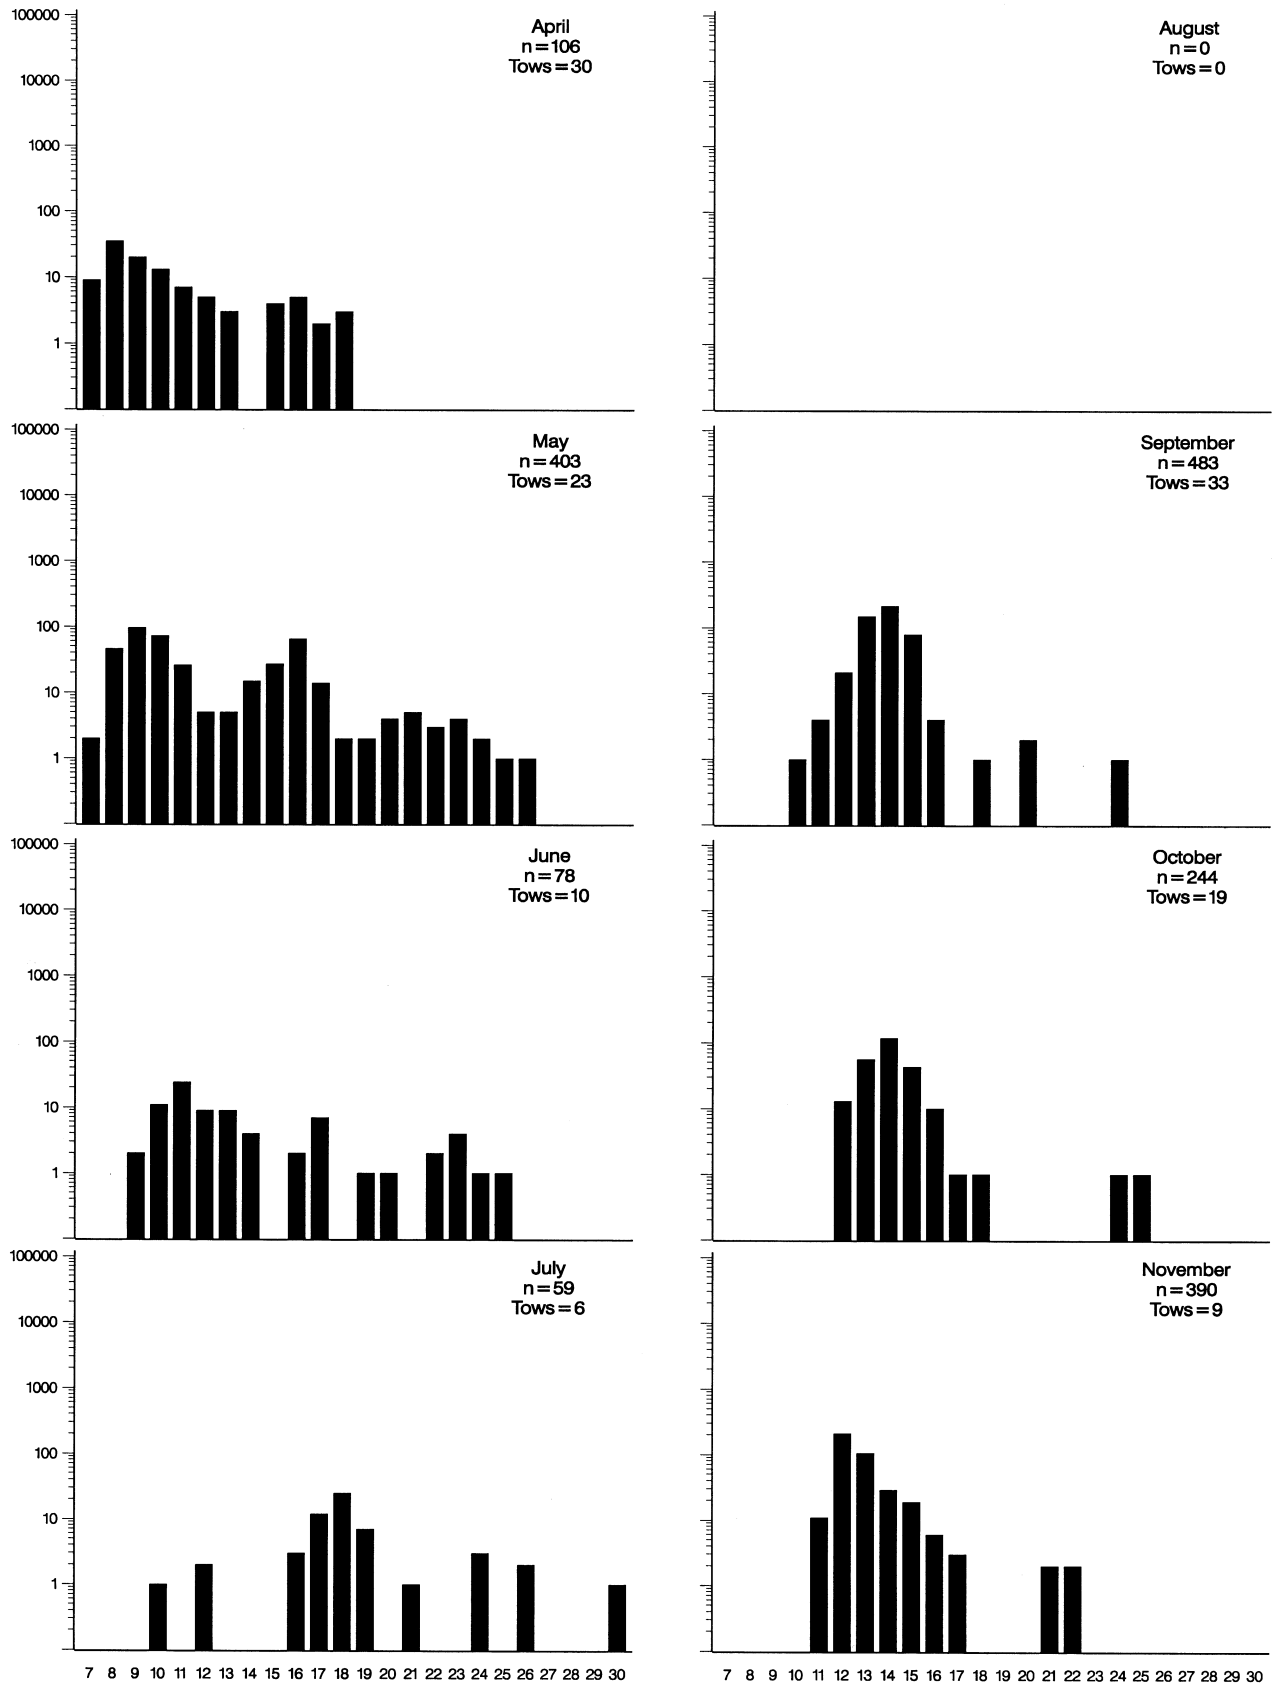 100000
10000
1000
100
10
1
April
n=106
Tows=30
August
n=0
Tows=0
100000
10000
1000
100
10
1
May
n=403
Tows=23
September
n=483
Tows=33
100000
10000
1000
100
10
1
June
n=78
Tows=10
October
n=244
Tows=19
100000
10000
1000
100
10
1
July
n=59
Tows=6
November
n=390
Tows=9
7 8 9 10 11 12 13 14 15 16 17 18 19 20 21 22 23 24 25 26 27 28 29 30
7 8 9 10 11 12 13 14 15 16 17 18 19 20 21 22 23 24 25 26 27 28 29 30